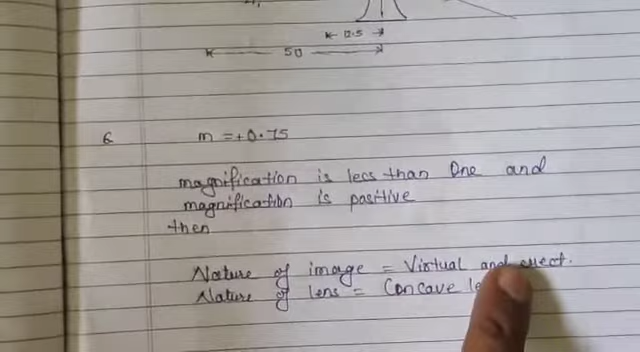 0.5
50
6 m = +0.75
magnification is less than One and
magnification is positive
then
Nature of image = Virtual and erect.
Nature of lens = Concave